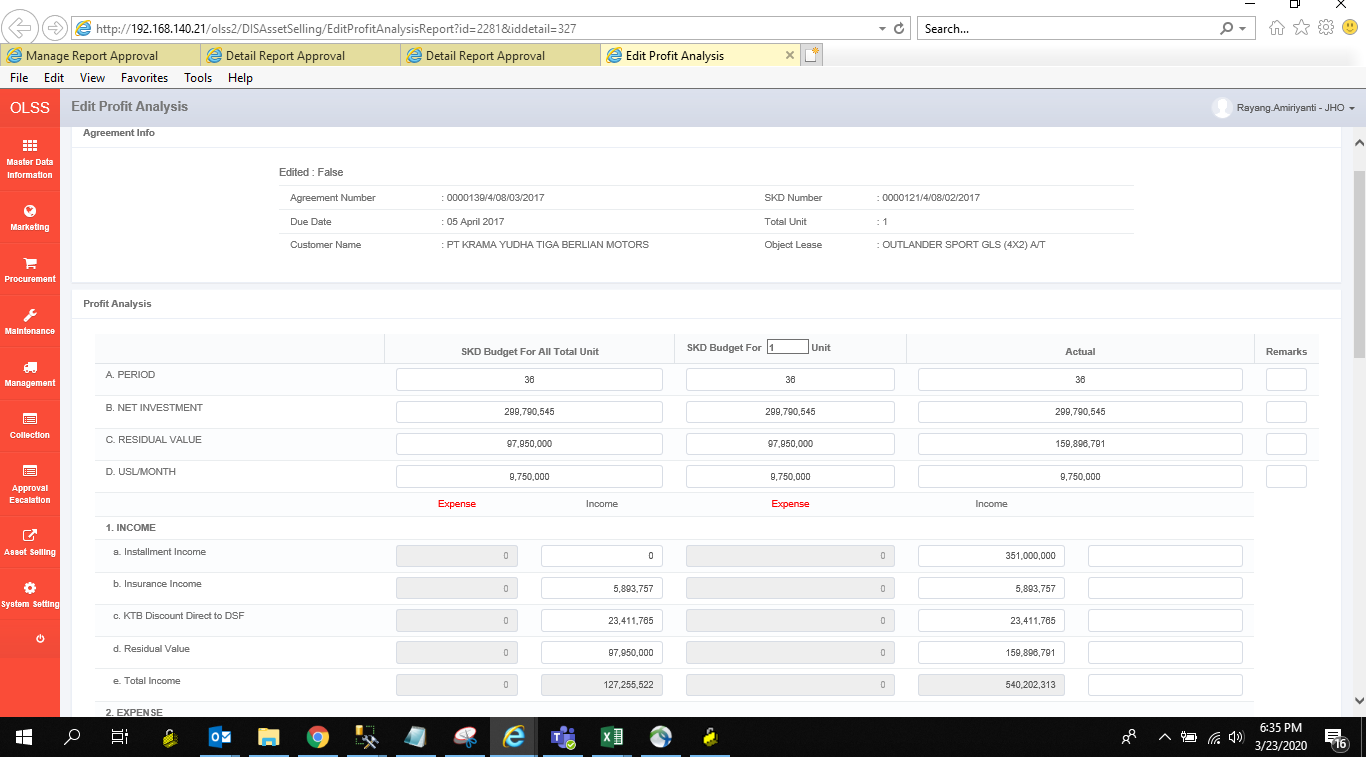 http://192.168.140.21/olss2/DISAssetSelling/EditProfitAnalysisReport?id=2281&iddetail=327
Search...
Manage Report Approval
Detail Report Approval
Detail Report Approval
Edit Profit Analysis
File Edit View Favorites Tools Help
OLSS
Edit Profit Analysis
Rayang.Amiriyanti - JHO
Master Data Information
Marketing
Procurement
Maintenance
Management
Collection
Approval Escalation
Asset Selling
System Setting
Agreement Info
Edited : False
Agreement Number : 0000139/4/08/03/2017 SKD Number : 0000121/4/08/02/2017
Due Date : 05 April 2017 Total Unit : 1
Customer Name : PT KRAMA YUDHA TIGA BERLIAN MOTORS Object Lease : OUTLANDER SPORT GLS (4X2) A/T
Profit Analysis
SKD Budget For All Total Unit SKD Budget For 1 Unit Actual Remarks
A. PERIOD 36 36 36
B. NET INVESTMENT 299,790,545 299,790,545 299,790,545
C. RESIDUAL VALUE 97,950,000 97,950,000 159,896,791
D. USL/MONTH 9,750,000 9,750,000 9,750,000
Expense Income Expense Income
1. INCOME
a. Installment Income 0 0 0 351,000,000
b. Insurance Income 0 5,893,757 0 5,893,757
c. KTB Discount Direct to DSF 0 23,411,765 0 23,411,765
d. Residual Value 0 97,950,000 0 159,896,791
e. Total Income 0 127,255,522 0 540,202,313
2. EXPENSE
6:35 PM
3/23/2020
16